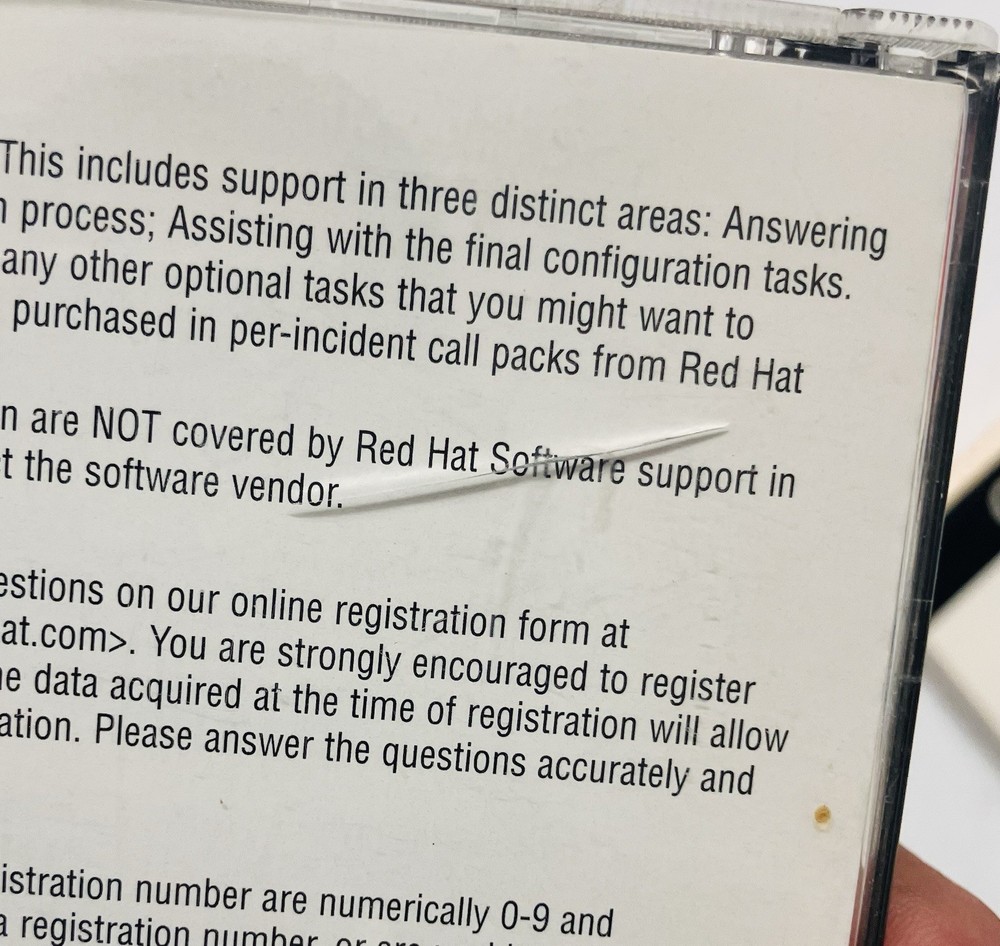 This includes support in three distinct areas: Answering
process; Assisting with the final configuration tasks.
any other optional tasks that you might want to
purchased in per-incident call packs from Red Hat
n are NOT covered by Red Hat Software support in
t the software vendor.
estions on our online registration form at
at.com>. You are strongly encouraged to register
e data acquired at the time of registration will allow
ation. Please answer the questions accurately and
istration number are numerically 0-9 and
a registration number, or are